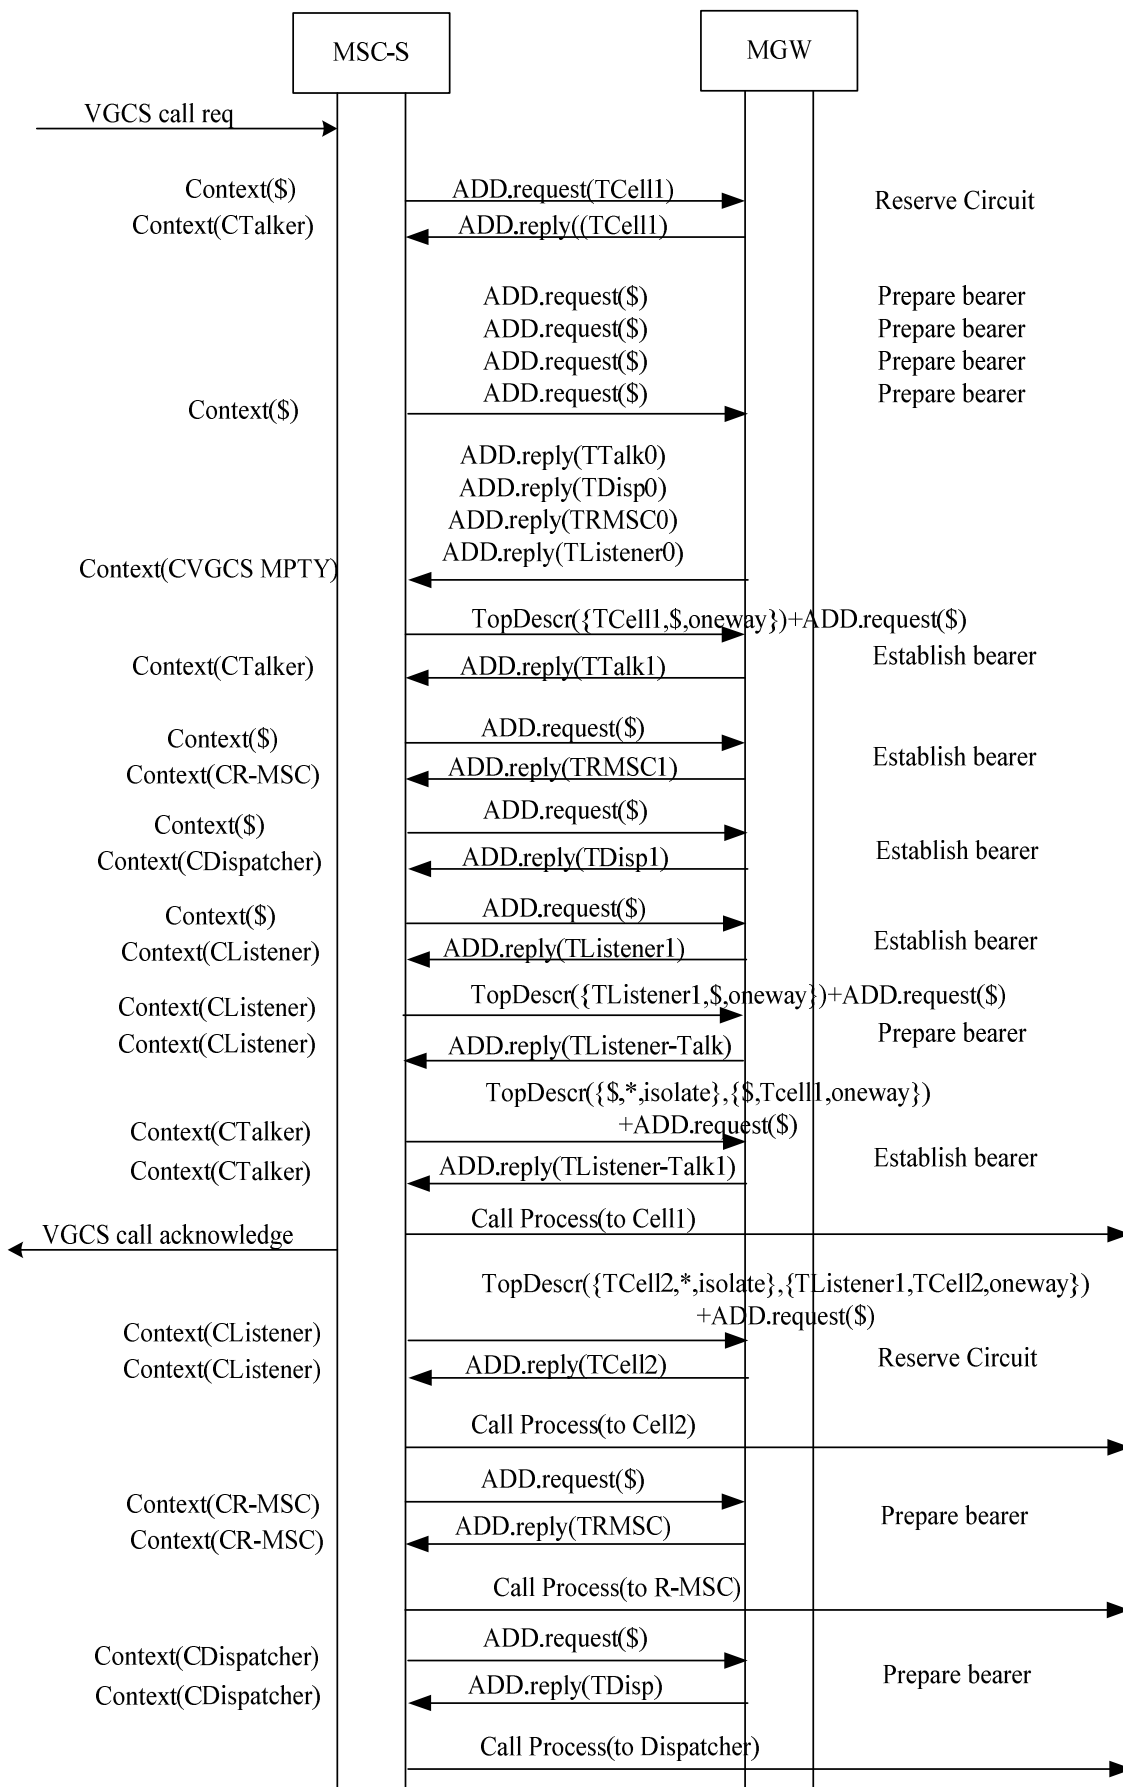 MSC-S
MGW
VGCS call req
Context($)
ADD.request(TCell1)
Reserve Circuit
Context(CTalker)
ADD.reply((TCell1)
ADD.request($)
Prepare bearer
ADD.request($)
Prepare bearer
ADD.request($)
Prepare bearer
ADD.request($)
Prepare bearer
Context($)
ADD.reply(TTalk0)
ADD.reply(TDisp0)
ADD.reply(TRMSC0)
ADD.reply(TListener0)
Context(CVGCS MPTY)
TopDescr({TCell1,$,oneway})+ADD.request($)
Establish bearer
Context(CTalker)
ADD.reply(TTalk1)
ADD.request($)
Context($)
Establish bearer
Context(CR-MSC)
ADD.reply(TRMSC1)
ADD.request($)
Context($)
Establish bearer
Context(CDispatcher)
ADD.reply(TDisp1)
ADD.request($)
Context($)
Establish bearer
Context(CListener)
ADD.reply(TListener1)
TopDescr({TListener1,$,oneway})+ADD.request($)
Context(CListener)
Prepare bearer
Context(CListener)
ADD.reply(TListener-Talk)
TopDescr({$,*,isolate},{$,Tcell1,oneway})
+ADD.request($)
Context(CTalker)
Establish bearer
Context(CTalker)
ADD.reply(TListener-Talk1)
Call Process(to Cell1)
VGCS call acknowledge
TopDescr({TCell2,*,isolate},{TListener1,TCell2,oneway})
+ADD.request($)
Context(CListener)
Reserve Circuit
Context(CListener)
ADD.reply(TCell2)
Call Process(to Cell2)
ADD.request($)
Context(CR-MSC)
Prepare bearer
Context(CR-MSC)
ADD.reply(TRMSC)
Call Process(to R-MSC)
ADD.request($)
Context(CDispatcher)
Prepare bearer
Context(CDispatcher)
ADD.reply(TDisp)
Call Process(to Dispatcher)